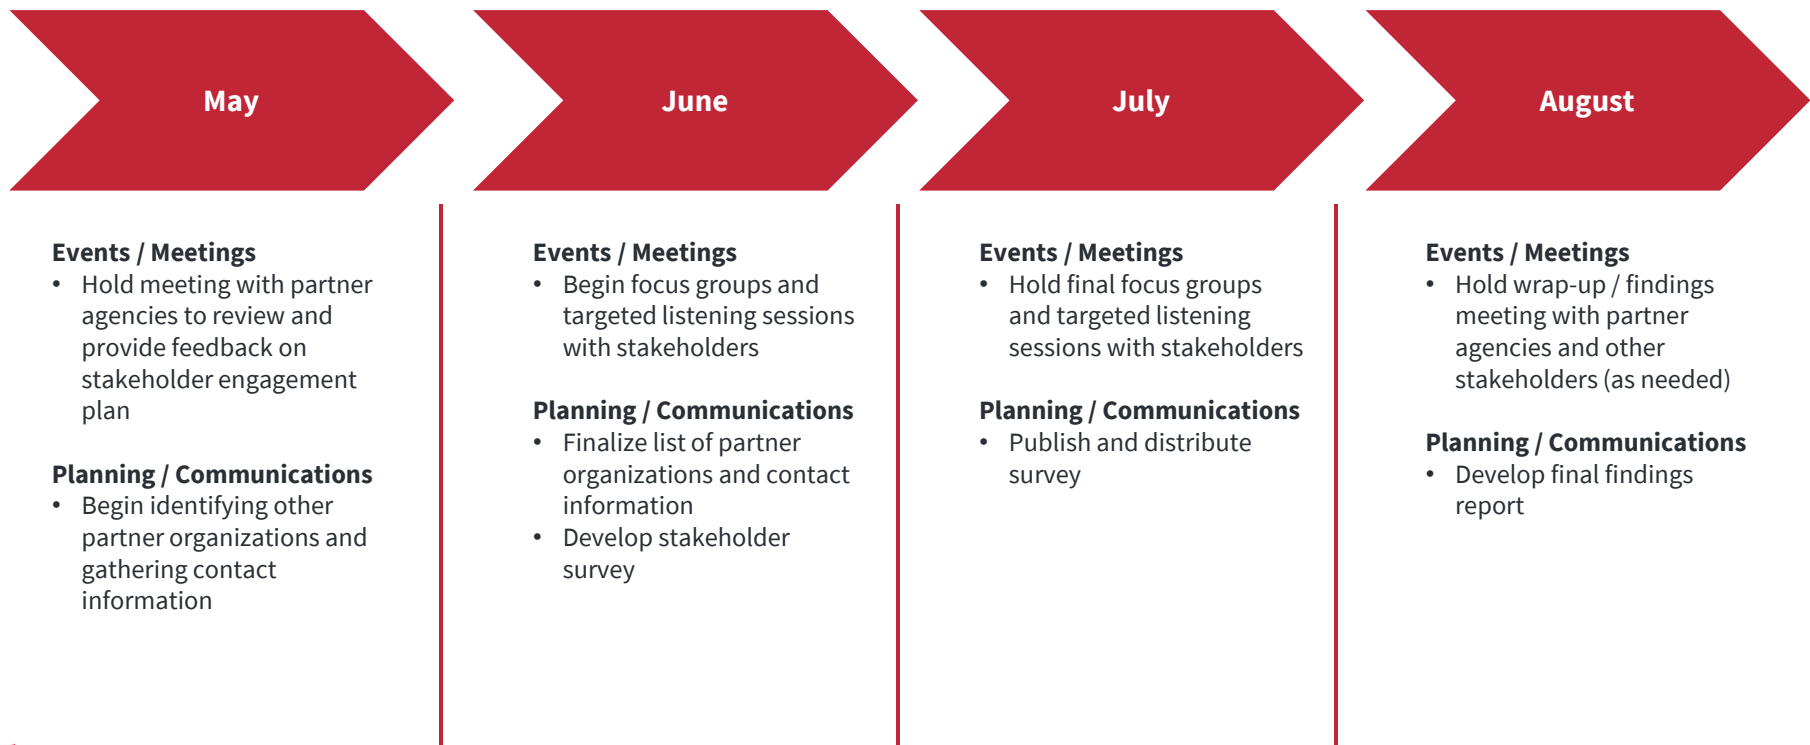 May
June
July
August
Events / Meetings
• Hold meeting with partner
agencies to review and
provide feedback on
stakeholder engagement
plan
Planning / Communications
• Begin identifying other
partner organizations and
gathering contact
information
Events / Meetings
• Begin focus groups and
targeted listening sessions
with stakeholders
Planning / Communications
• Finalize list of partner
organizations and contact
information
• Develop stakeholder
survey
Events / Meetings
• Hold final focus groups
and targeted listening
sessions with stakeholders
Planning / Communications
• Publish and distribute
survey
Events / Meetings
• Hold wrap-up / findings
meeting with partner
agencies and other
stakeholders (as needed)
Planning / Communications
• Develop final findings
report